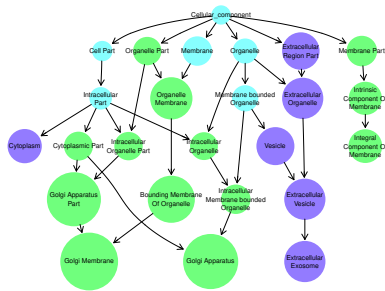 Cellular_component
Cell Part
Organelle Part
Membrane
Organelle
Extracellular
Region Part
Membrane Part
Intracellular
Part
Organelle
Membrane
Membrane bounded
Organelle
Extracellular
Organelle
Intrinsic
Component Of
Membrane
Cytoplasm
Cytoplasmic Part
Intracellular
Organelle Part
Intracellular
Organelle
Vesicle
Integral
Component Of
Membrane
Golgi Apparatus
Part
Bounding Membrane
Of Organelle
Intracellular
Membrane bounded
Organelle
Extracellular
Vesicle
Golgi Membrane
Golgi Apparatus
Extracellular
Exosome